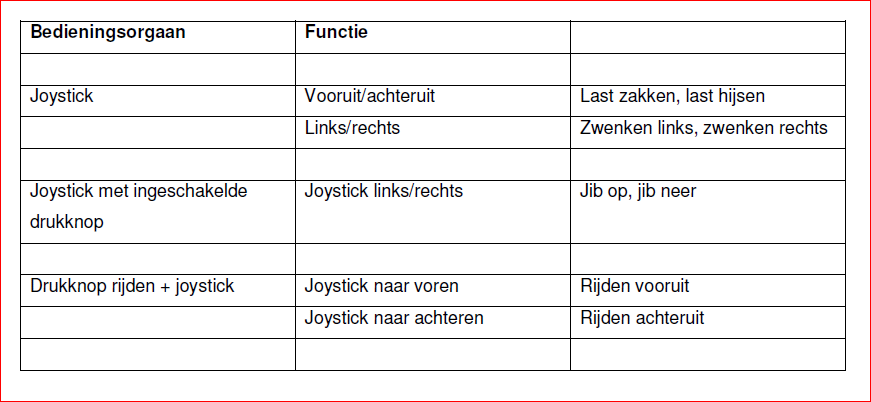 Bedieningsorgaan Functie
Joystick Vooruit/achteruit Last zakken, last hijsen
Links/rechts Zwenken links, zwenken rechts
Joystick met ingeschakelde Joystick links/rechts Jib op, jib neer
drukknop
Drukknop rijden + joystick Joystick naar voren Rijden vooruit
Joystick naar achteren Rijden achteruit